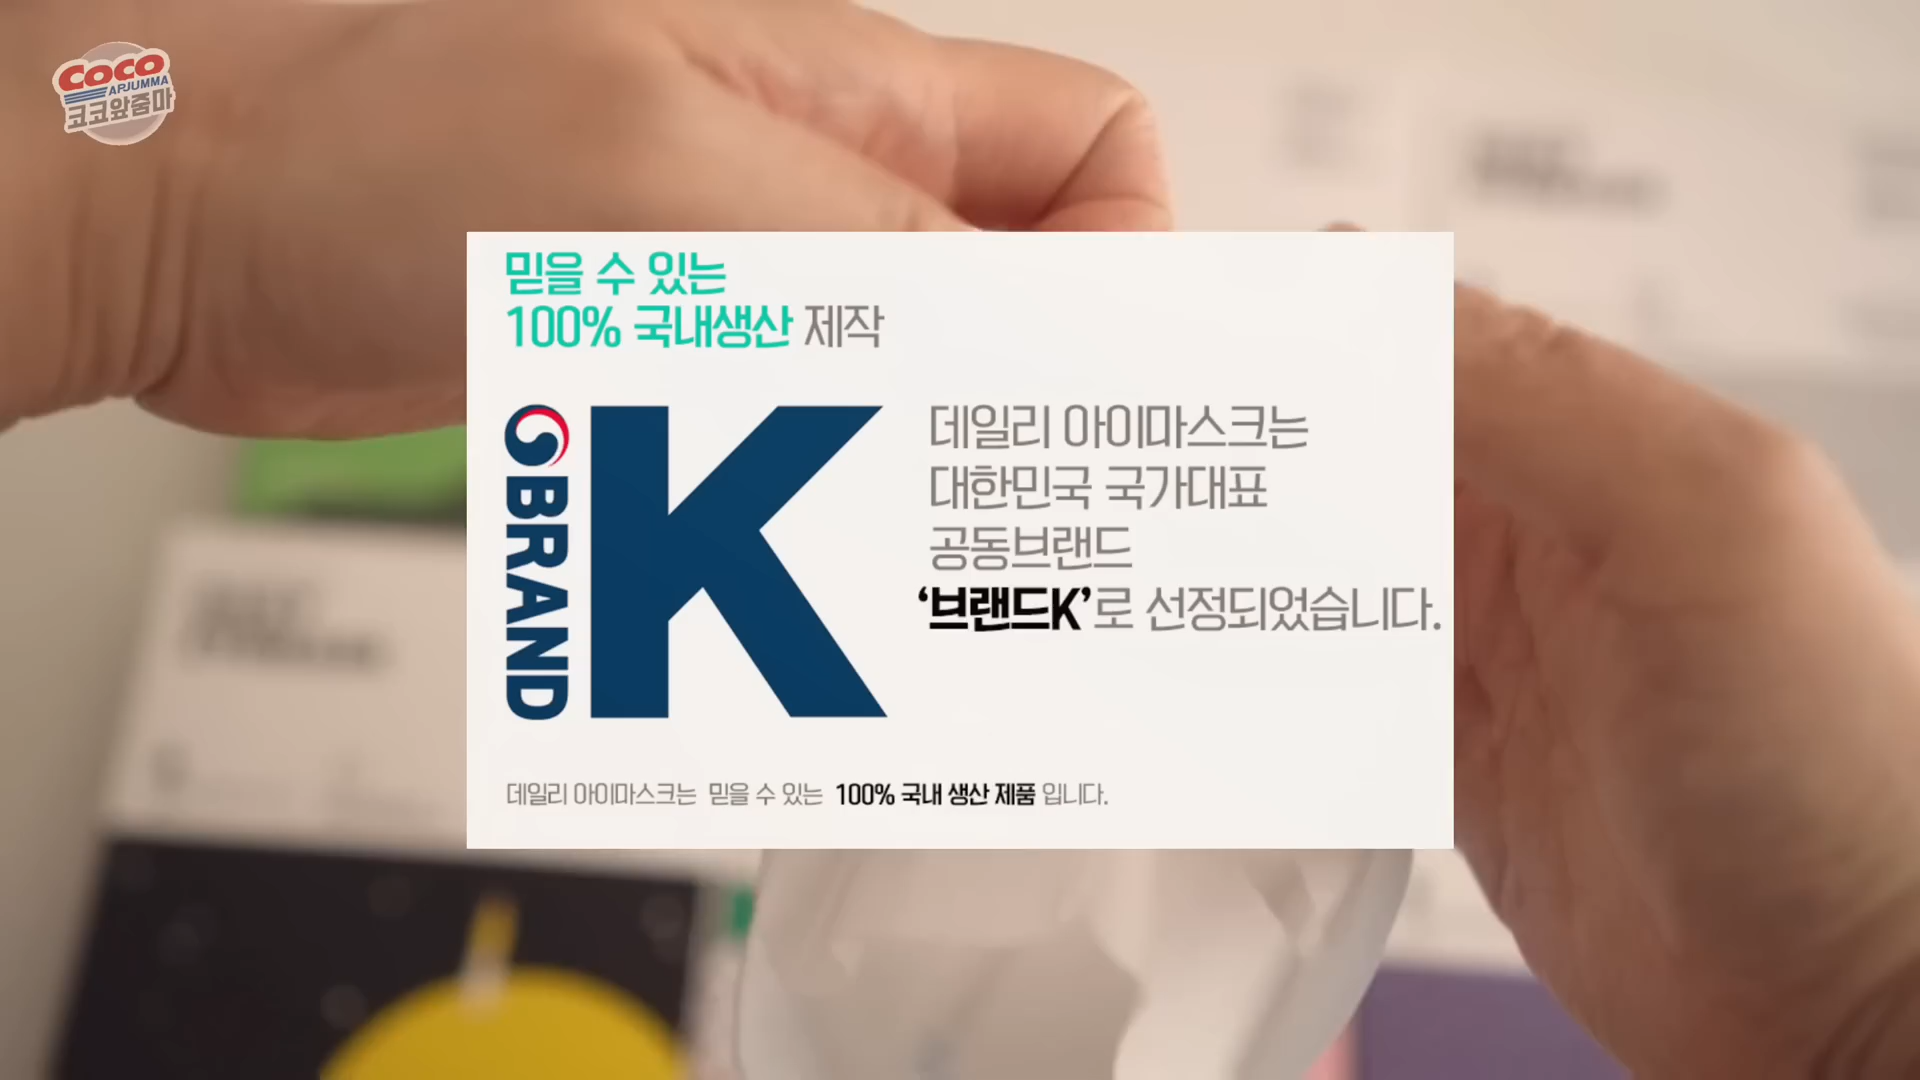 COCO
APJUMMA
코코앞줌마
믿을 수 있는
100% 국내생산 제작
BRAND K
데일리 아이마스크는
대한민국 국가대표
공동브랜드
‘브랜드K’로 선정되었습니다.
데일리 아이마스크는 믿을 수 있는 100% 국내 생산 제품 입니다.